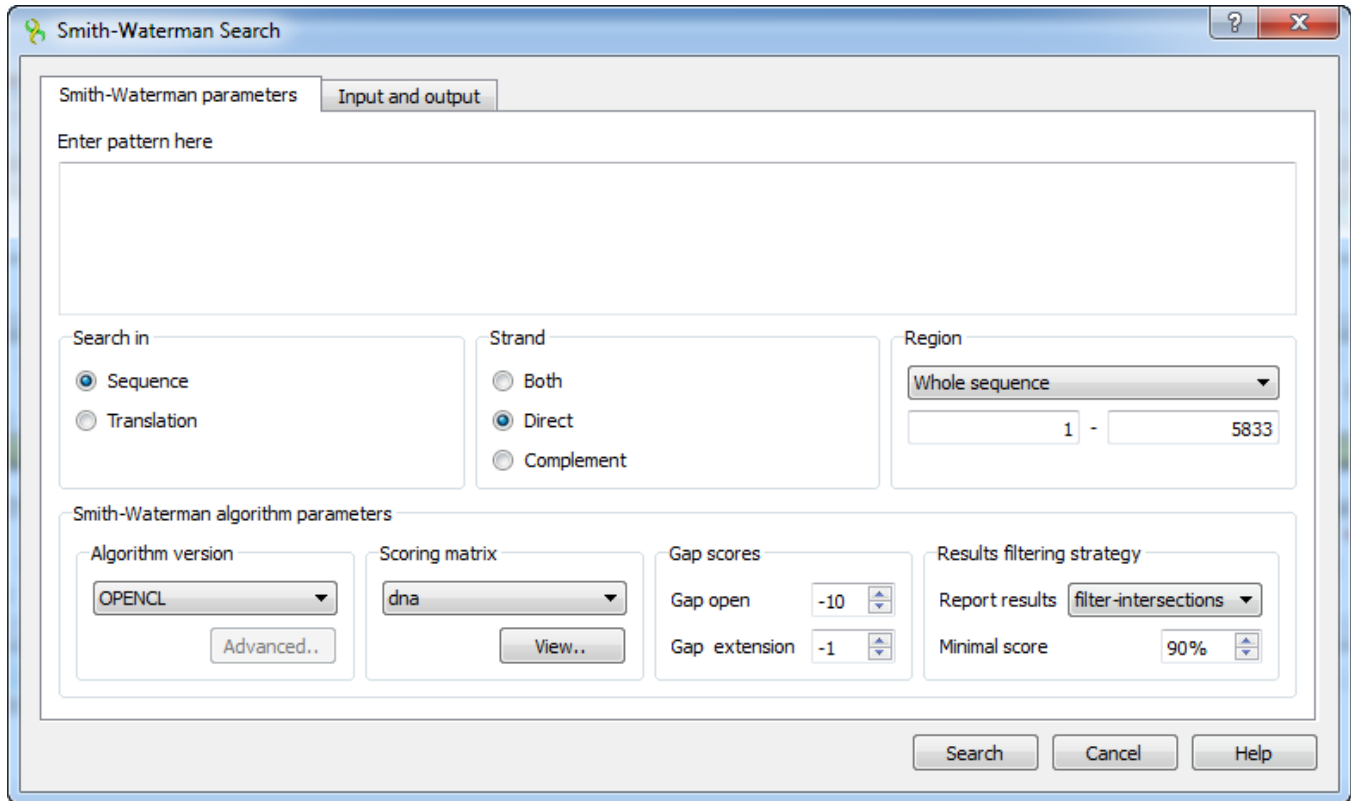 Smith-Waterman Search
?
X
Smith-Waterman parameters
Input and output
Enter pattern here
Search in
Strand
Region
Sequence
Both
Whole sequence
Translation
Direct
1 - 5833
Complement
Smith-Waterman algorithm parameters
Algorithm version
Scoring matrix
Gap scores
Results filtering strategy
OPENCL
dna
Gap open -10
Report results filter-intersections
Advanced..
View..
Gap extension -1
Minimal score 90%
Search
Cancel
Help